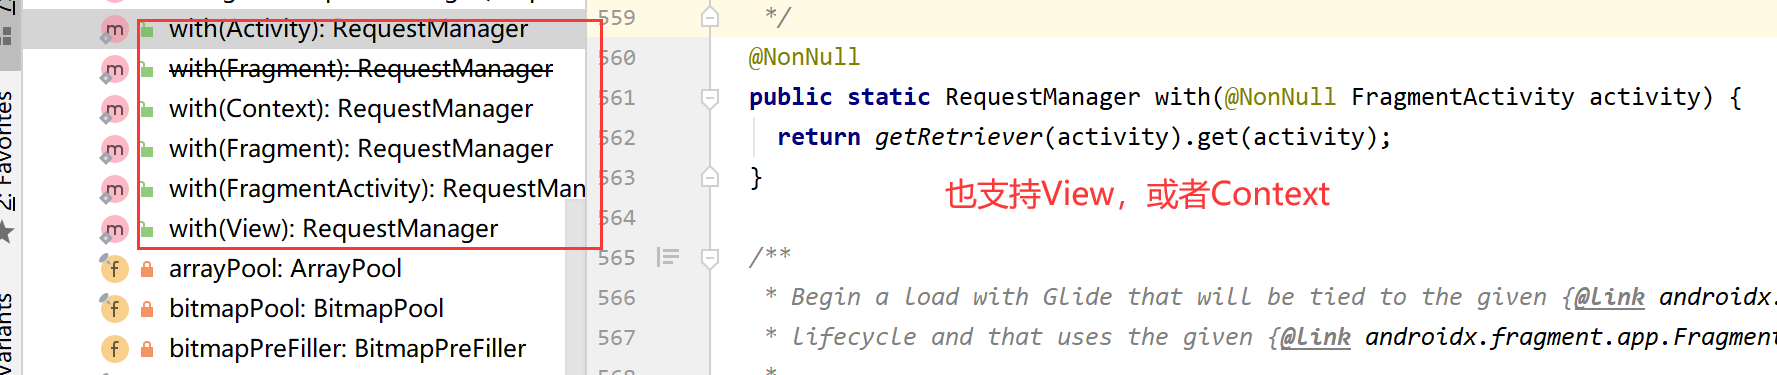 with(Activity): RequestManager
with(Fragment): RequestManager
with(Context): RequestManager
with(Fragment): RequestManager
with(FragmentActivity): RequestMan
with(View): RequestManager
arrayPool: ArrayPool
bitmapPool: BitmapPool
bitmapPreFiller: BitmapPreFiller
2: Favorites
559 */
560 @NonNull
561 public static RequestManager with(@NonNull FragmentActivity activity) {
562 return getRetriever(activity).get(activity);
563 }
也支持View，或者Context
564
565 /**
566 * Begin a load with Glide that will be tied to the given {@link androidx.
567 * lifecycle and that uses the given {@link androidx.fragment.app.Fragment
568 *